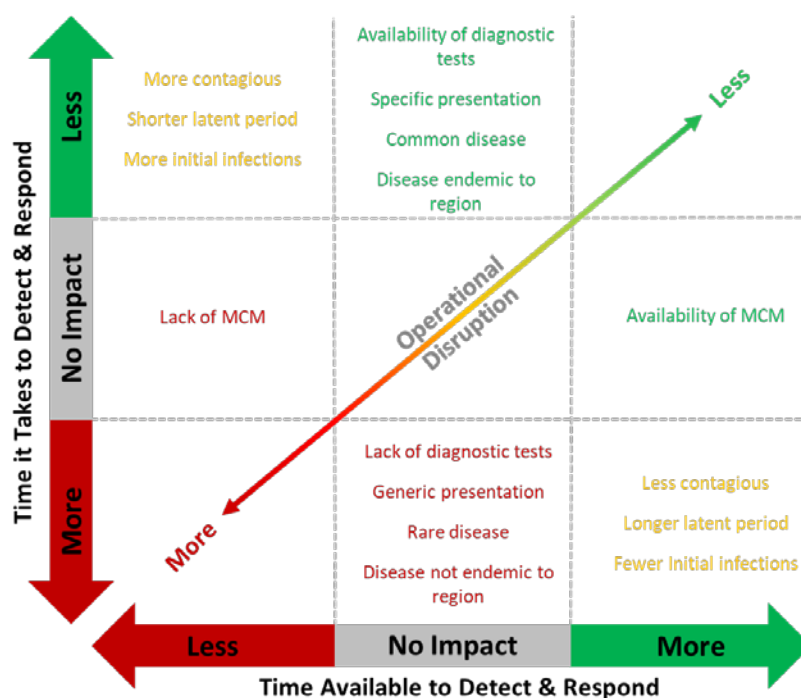 Time it Takes to Detect & Respond
Less
No Impact
More
More contagious
Shorter latent period
More initial infections
Availability of diagnostic
tests
Specific presentation
Common disease
Disease endemic to
region
Less
Lack of MCM
Operational
Disruption
Availability of MCM
More
Lack of diagnostic tests
Generic presentation
Rare disease
Disease not endemic to
region
Less contagious
Longer latent period
Fewer Initial infections
Less
No Impact
More
Time Available to Detect & Respond